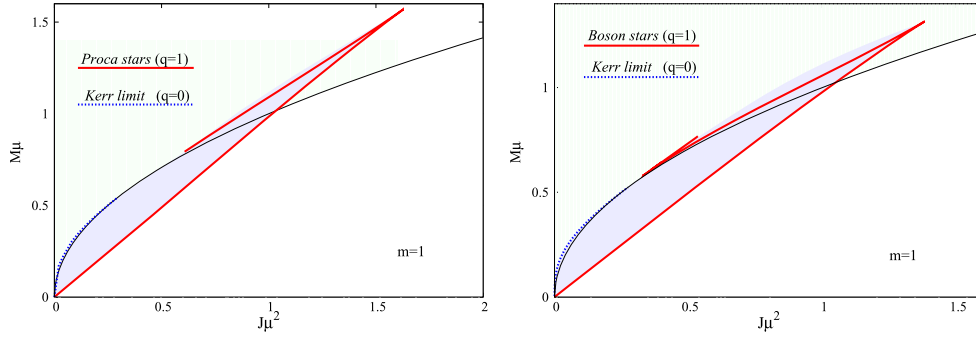 Proca stars (q=1)
Kerr limit (q=0)
m=1
Mμ
1.5
1
0.5
0
0 0.5 1 1.5 2
Jμ²
Boson stars (q=1)
Kerr limit (q=0)
m=1
Mμ
1
0.5
0
0 0.5 1 1.5
Jμ²